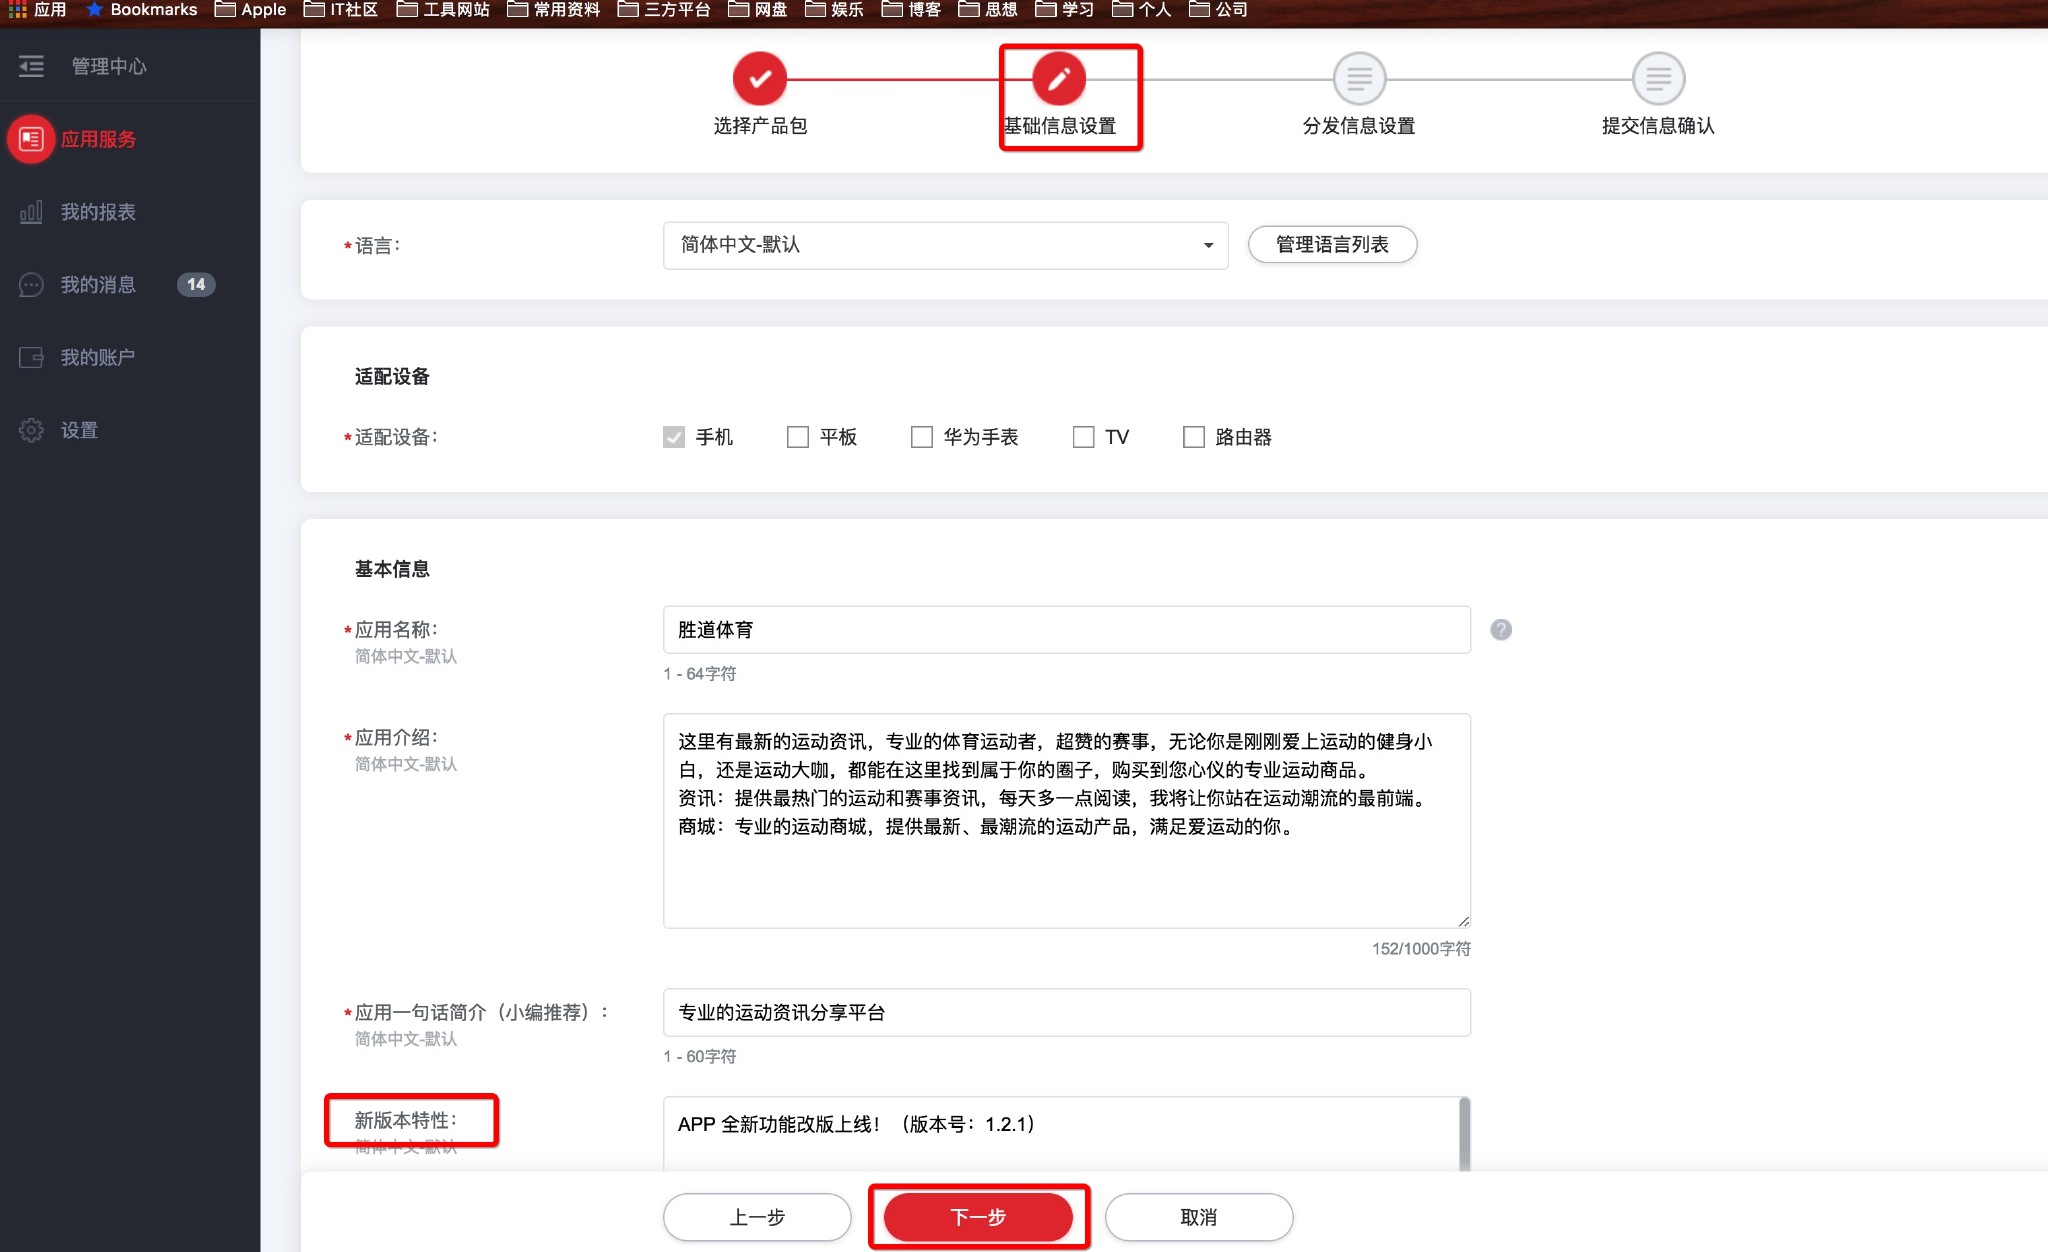 应用 Bookmarks Apple IT社区 工具网站 常用资料 三方平台 网盘 娱乐 博客 思想 学习 个人 公司
管理中心
应用服务
我的报表
我的消息 14
我的账户
设置
选择产品包 基础信息设置 分发信息设置 提交信息确认
*语言： 简体中文-默认 管理语言列表
适配设备
*适配设备： 手机 平板 华为手表 TV 路由器
基本信息
*应用名称： 胜道体育 ?
简体中文-默认
1 - 64字符
*应用介绍：
简体中文-默认
这里有最新的运动资讯，专业的体育运动者，超赞的赛事，无论你是刚刚爱上运动的健身小
白，还是运动大咖，都能在这里找到属于你的圈子，购买到您心仪的专业运动商品。
资讯：提供最热门的运动和赛事资讯，每天多一点阅读，我将让你站在运动潮流的最前端。
商城：专业的运动商城，提供最新、最潮流的运动产品，满足爱运动的你。
152/1000字符
*应用一句话简介（小编推荐）： 专业的运动资讯分享平台
简体中文-默认
1 - 60字符
新版本特性： APP 全新功能改版上线！（版本号：1.2.1）
简体中文-默认
上一步 下一步 取消